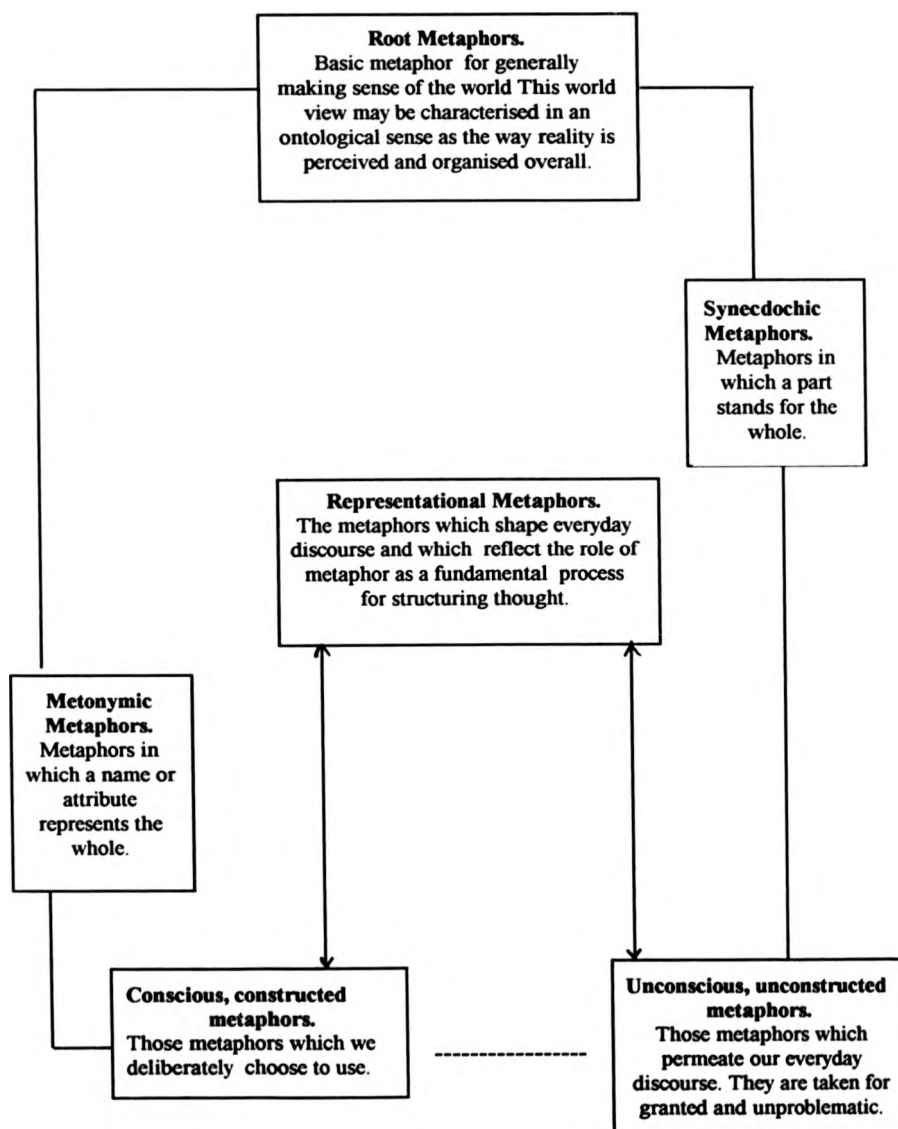 Root Metaphors.
Basic metaphor for generally
making sense of the world This world
view may be characterised in an
ontological sense as the way reality is
perceived and organised overall.
Synecdochic
Metaphors.
Metaphors in
which a part
stands for the
whole.
Representational Metaphors.
The metaphors which shape everyday
discourse and which reflect the role of
metaphor as a fundamental process
for structuring thought.
Metonymic
Metaphors.
Metaphors in
which a name or
attribute
represents the
whole.
Conscious, constructed
metaphors.
Those metaphors which we
deliberately choose to use.
Unconscious, unconstructed
metaphors.
Those metaphors which
permeate our everyday
discourse. They are taken for
granted and unproblematic.